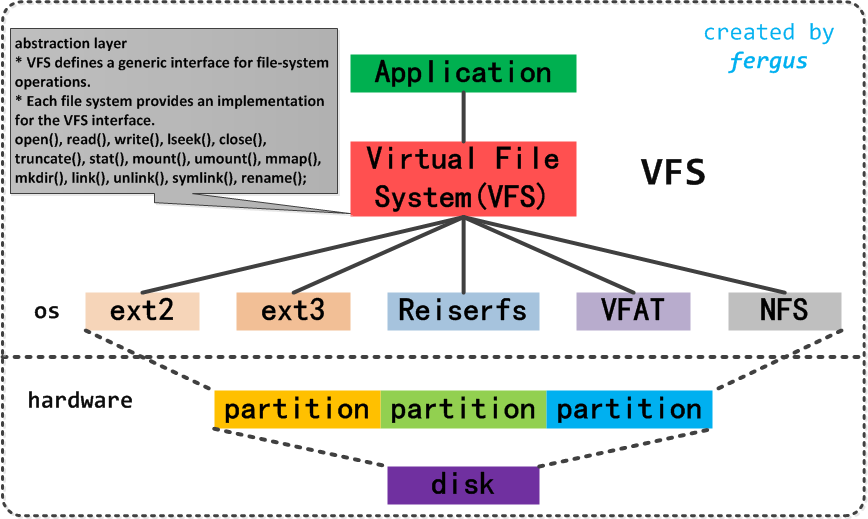 abstraction layer
* VFS defines a generic interface for file-system
operations.
* Each file system provides an implementation
for the VFS interface.
open(), read(), write(), lseek(), close(),
truncate(), stat(), mount(), umount(), mmap(),
mkdir(), link(), unlink(), symlink(), rename();
created by
fergus
Application
Virtual File
System(VFS)
VFS
os
ext2
ext3
Reiserfs
VFAT
NFS
hardware
partition
partition
partition
disk